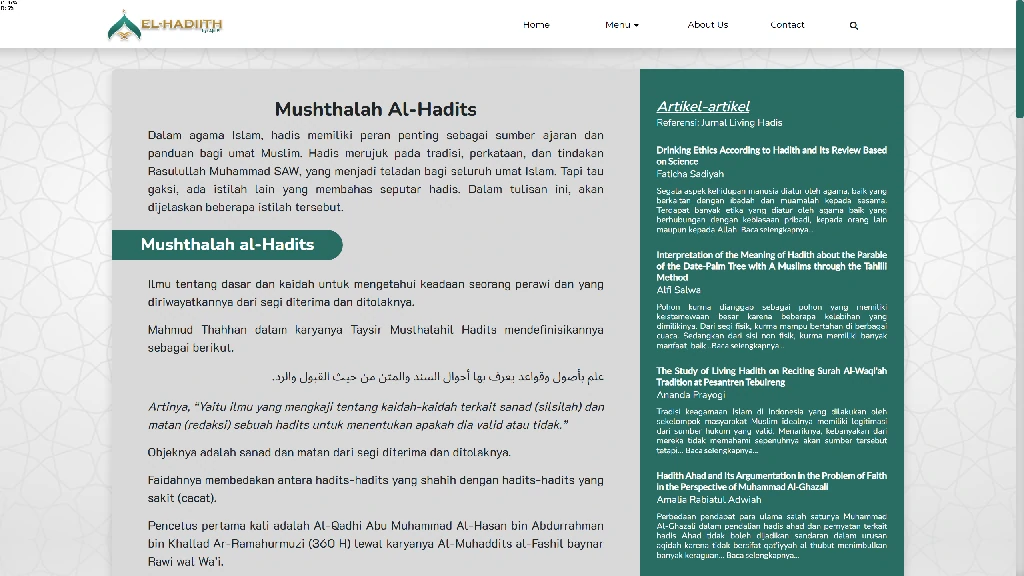 EL-HADIITH
Home
Menu
About Us
Contact
Mushthalah Al-Hadits
Dalam agama Islam, hadis memiliki peran penting sebagai sumber ajaran dan
panduan bagi umat Muslim. Hadis merujuk pada tradisi, perkataan, dan tindakan
Rasulullah Muhammad SAW, yang menjadi teladan bagi seluruh umat Islam. Tapi tau
gaksi, ada istilah lain yang membahas seputar hadis. Dalam tulisan ini, akan
dijelaskan beberapa istilah tersebut.
Mushthalah al-Hadits
Ilmu tentang dasar dan kaidah untuk mengetahui keadaan seorang perawi dan yang
diriwayatkannya dari segi diterima dan ditolaknya.
Mahmud Thahhan dalam karyanya Taysir Musthalahil Hadits mendefinisikannya
sebagai berikut.
علم بأصول وقواعد يعرف بها أحوال السند والمتن من حيث القبول والرد.
Artinya, “Yaitu ilmu yang mengkaji tentang kaidah-kaidah terkait sanad (silsilah) dan
matan (redaksi) sebuah hadits untuk menentukan apakah dia valid atau tidak.”
Objeknya adalah sanad dan matan dari segi diterima dan ditolaknya.
Faidahnya membedakan antara hadits-hadits yang shahih dengan hadits-hadits yang
sakit (cacat).
Pencetus pertama kali adalah Al-Qadhi Abu Muhammad Al-Hasan bin Abdurrahman
bin Khallad Ar-Ramahurmuzi (360 H) lewat karyanya Al-Muhaddits al-Fashil baynar
Rawi wal Wa’i.
Artikel-artikel
Referensi: Jurnal Living Hadis
Drinking Ethics According to Hadith and Its Review Based
on Science
Faticha Sadiyah
Segala aspek kehidupan manusia diatur oleh agama, baik yang
berkaitan dengan ibadah dan muamalah kepada sesama.
Terdapat banyak etika yang diatur oleh agama baik yang
berhubungan dengan kebiasaan pribadi, kepada orang lain
maupun kepada Allah. Baca selengkapnya...
Interpretation of the Meaning of Hadith about the Parable
of the Date-Palm Tree with A Muslims through the Tahlili
Method
Alfi Salwa
Pohon kurma dianggap sebagai pohon yang memiliki
keistemewaan besar karena beberapa kelebihan yang
dimilikinya. Dari segi fisik, kurma mampu bertahan di berbagai
cuaca. Sedangkan dari sisi non fisik, kurma memiliki banyak
manfaat, baik.. Baca selengkapnya...
The Study of Living Hadith on Reciting Surah Al-Waqi'ah
Tradition at Pesantren Tebuireng
Ananda Prayogi
Tradisi keagamaan Islam di Indonesia yang dilakukan oleh
sekelompok masyarakat Muslim idealnya memiliki legitimasi
dari sumber hukum yang valid. Menariknya, kebanyakan dari
mereka tidak memahami sepenuhnya akan sumber tersebut
tetapi... Baca selengkapnya...
Hadith Ahad and Its Argumentation in the Problem of Faith
in the Perspective of Muhammad Al-Ghazali
Amalia Rabiatul Adwiah
Perbedaan pendapat para ulama salah satunya Muhammad
Al-Ghazali dalam pendalian hadis ahad dan pernyatan terkait
hadis Ahad tidak boleh dijadikan sandaran dalam urusan
aqidah karena tidak bersifat qat'iyyah al thubut menimbulkan
banyak keraguan... Baca selengkapnya...